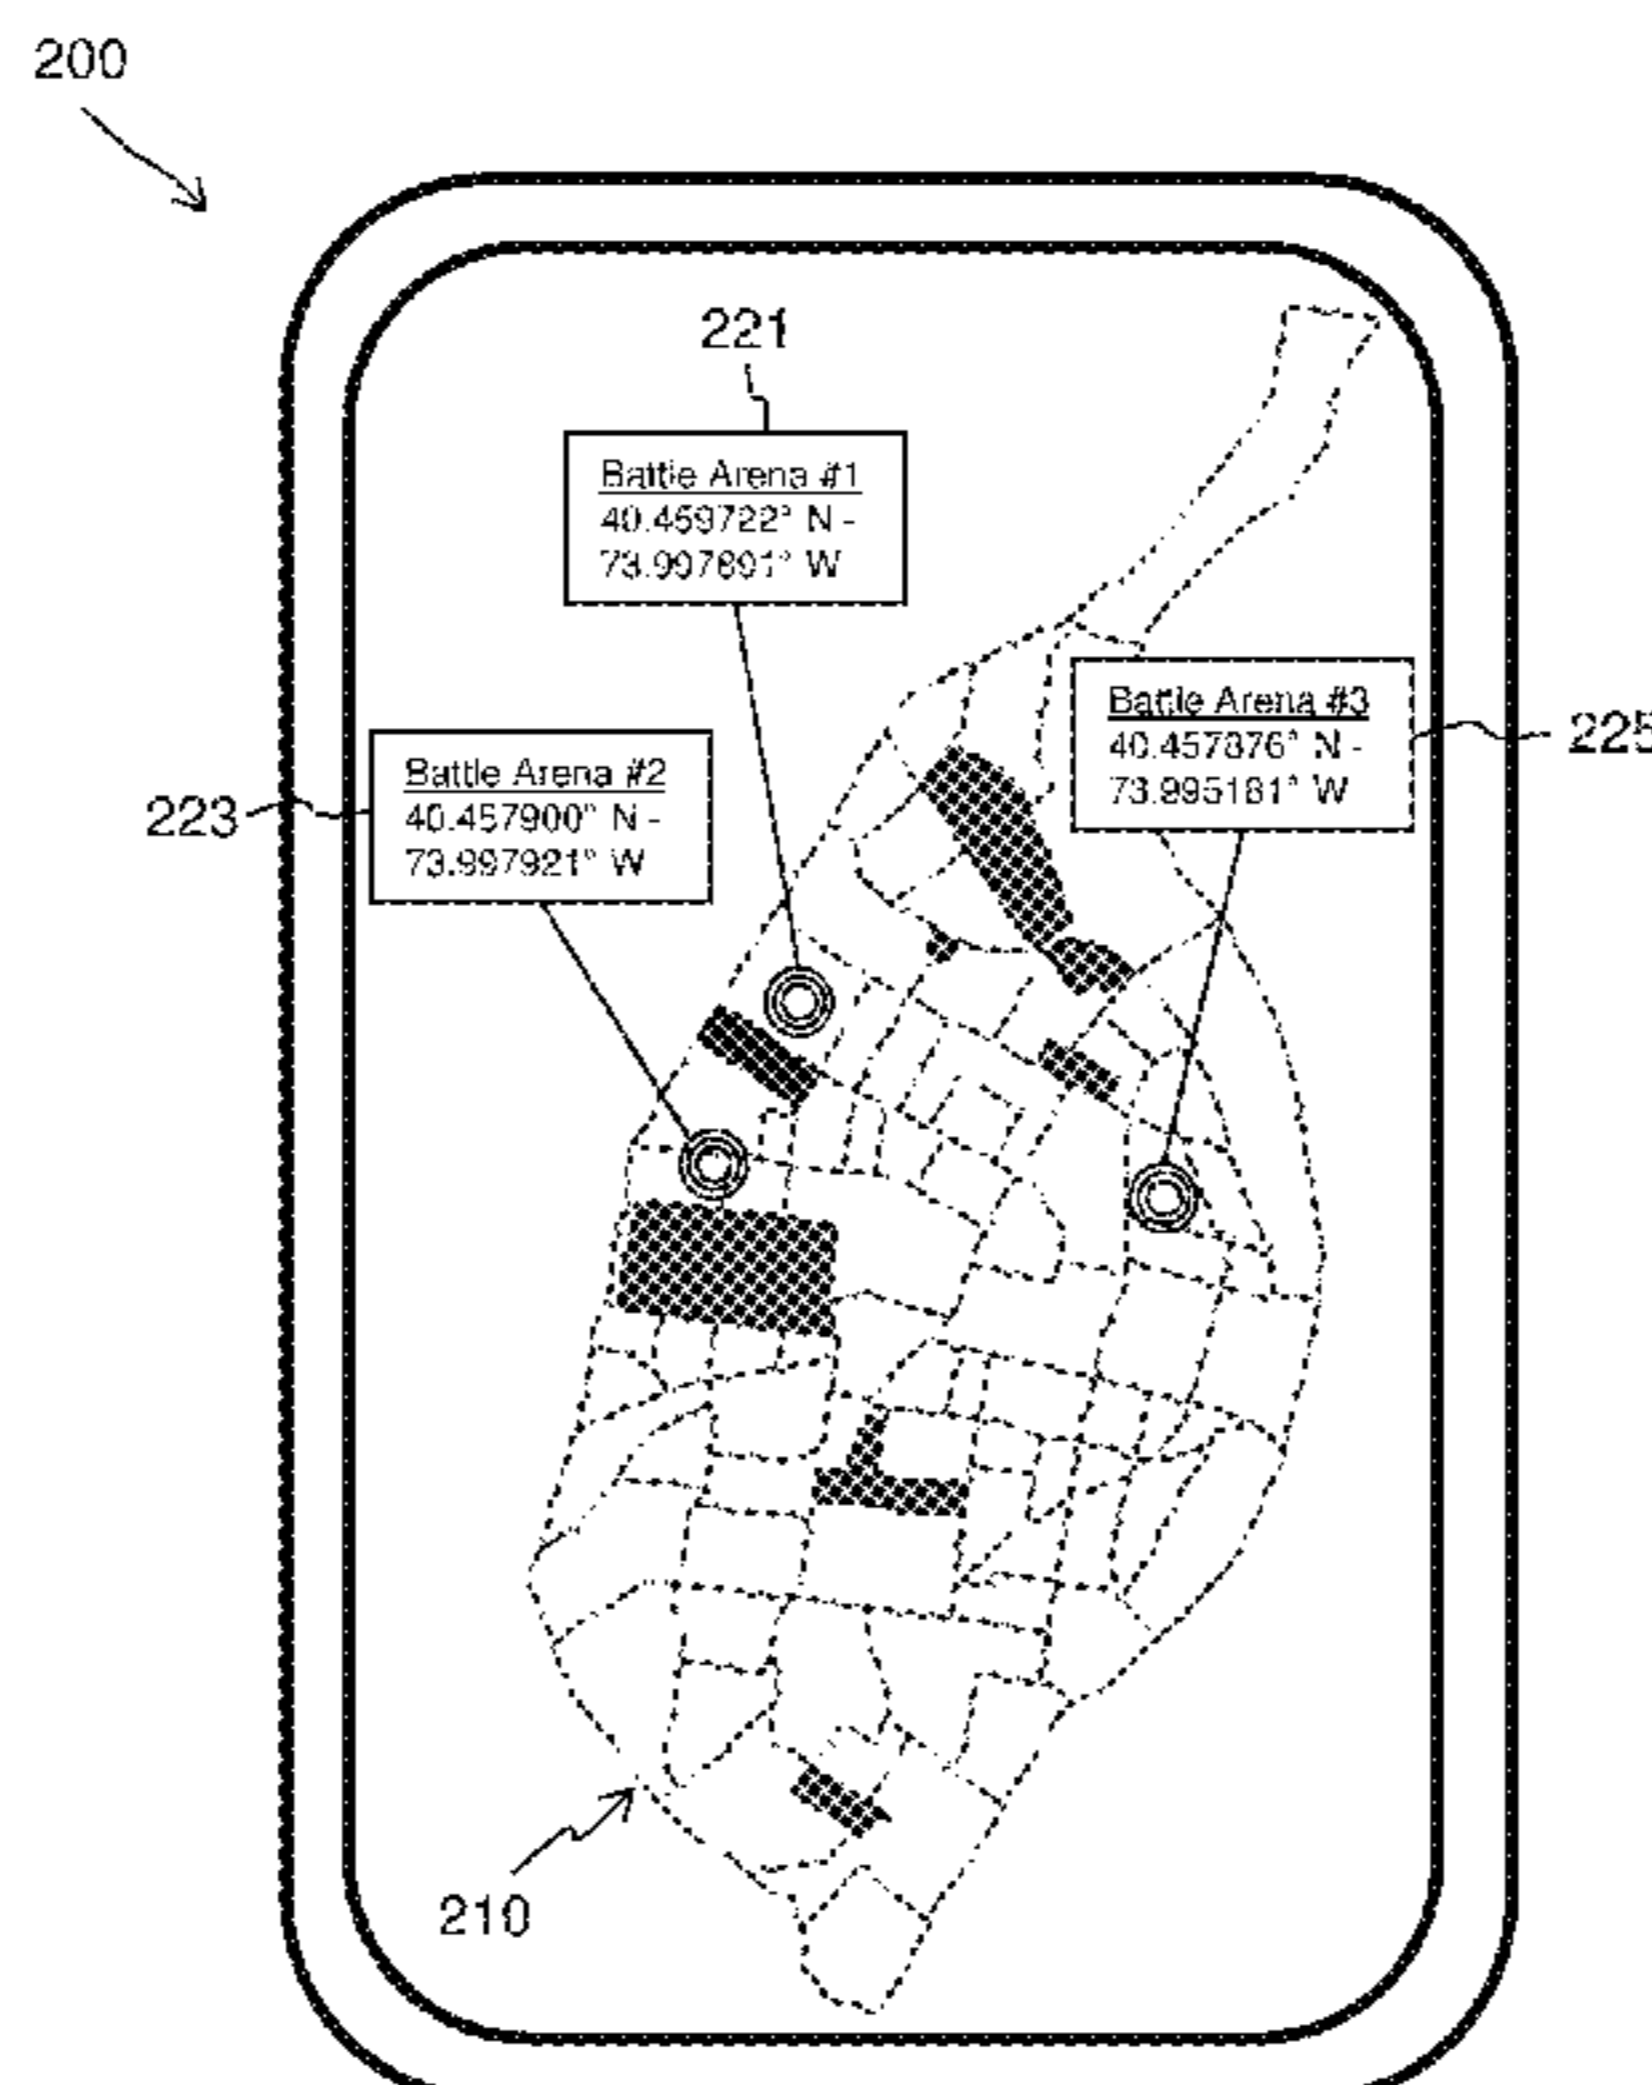 200
221
Battle Arena #1
40.459722° N -
73.997891° W
Battle Arena #3
40.457876° N -
73.995181° W
225
Battle Arena #2
40.457900° N -
73.997921° W
223
210